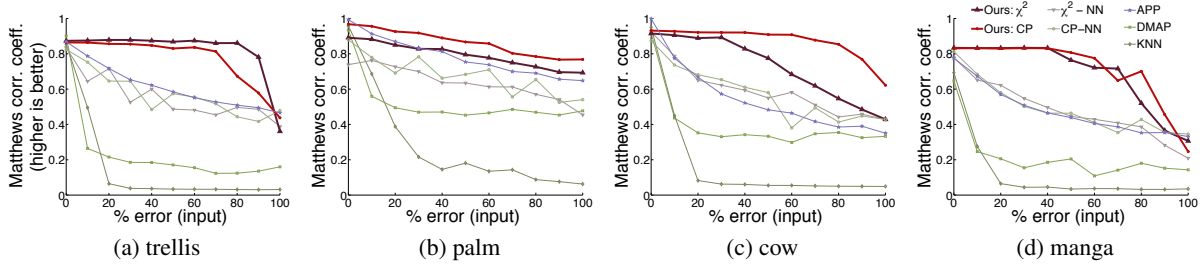 Ours: χ² χ² – NN APP
Ours: CP CP–NN DMAP
KNN
Matthews corr. coeff.
(higher is better)
1
0.8
0.6
0.4
0.2
0
0 20 40 60 80 100
% error (input)
(a) trellis
Matthews corr. coeff.
1
0.8
0.6
0.4
0.2
0
0 20 40 60 80 100
% error (input)
(b) palm
Matthews corr. coeff.
1
0.8
0.6
0.4
0.2
0
0 20 40 60 80 100
% error (input)
(c) cow
Matthews corr. coeff.
1
0.8
0.6
0.4
0.2
0
0 20 40 60 80 100
% error (input)
(d) manga